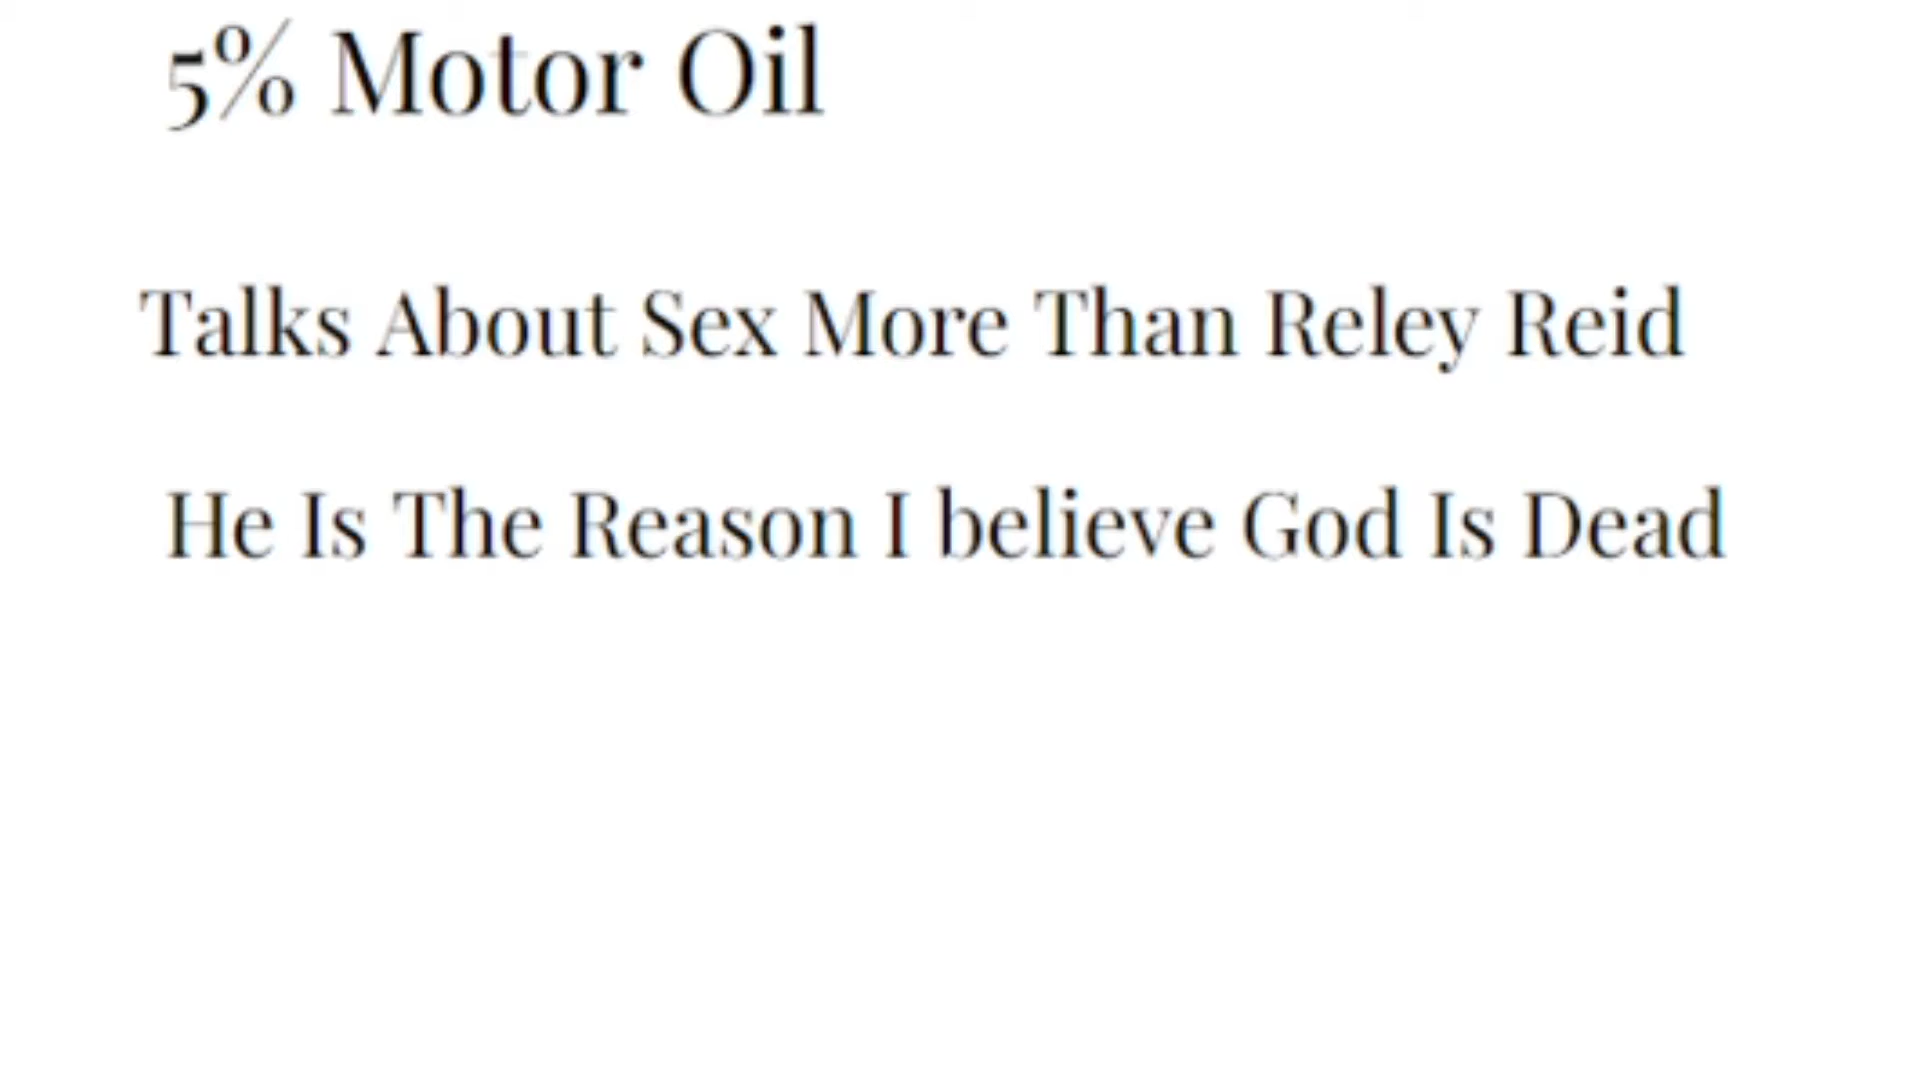 5% Motor Oil
Talks About Sex More Than Reley Reid
He Is The Reason I believe God Is Dead